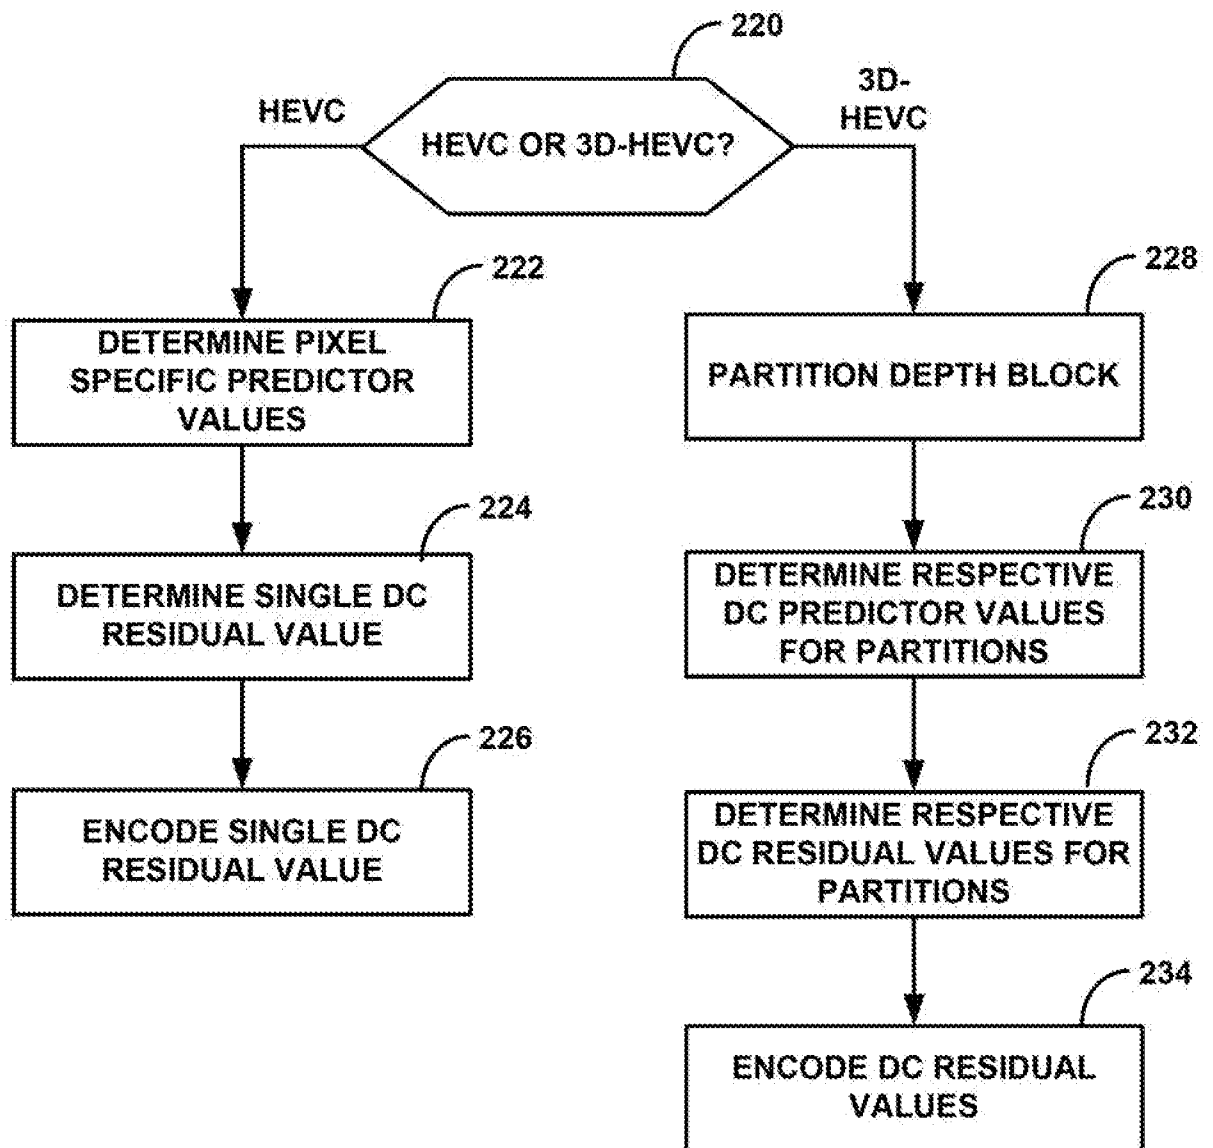 220
HEVC
3D-
HEVC
HEVC OR 3D-HEVC?
222
DETERMINE PIXEL
SPECIFIC PREDICTOR
VALUES
224
DETERMINE SINGLE DC
RESIDUAL VALUE
226
ENCODE SINGLE DC
RESIDUAL VALUE
228
PARTITION DEPTH BLOCK
230
DETERMINE RESPECTIVE
DC PREDICTOR VALUES
FOR PARTITIONS
232
DETERMINE RESPECTIVE
DC RESIDUAL VALUES FOR
PARTITIONS
234
ENCODE DC RESIDUAL
VALUES